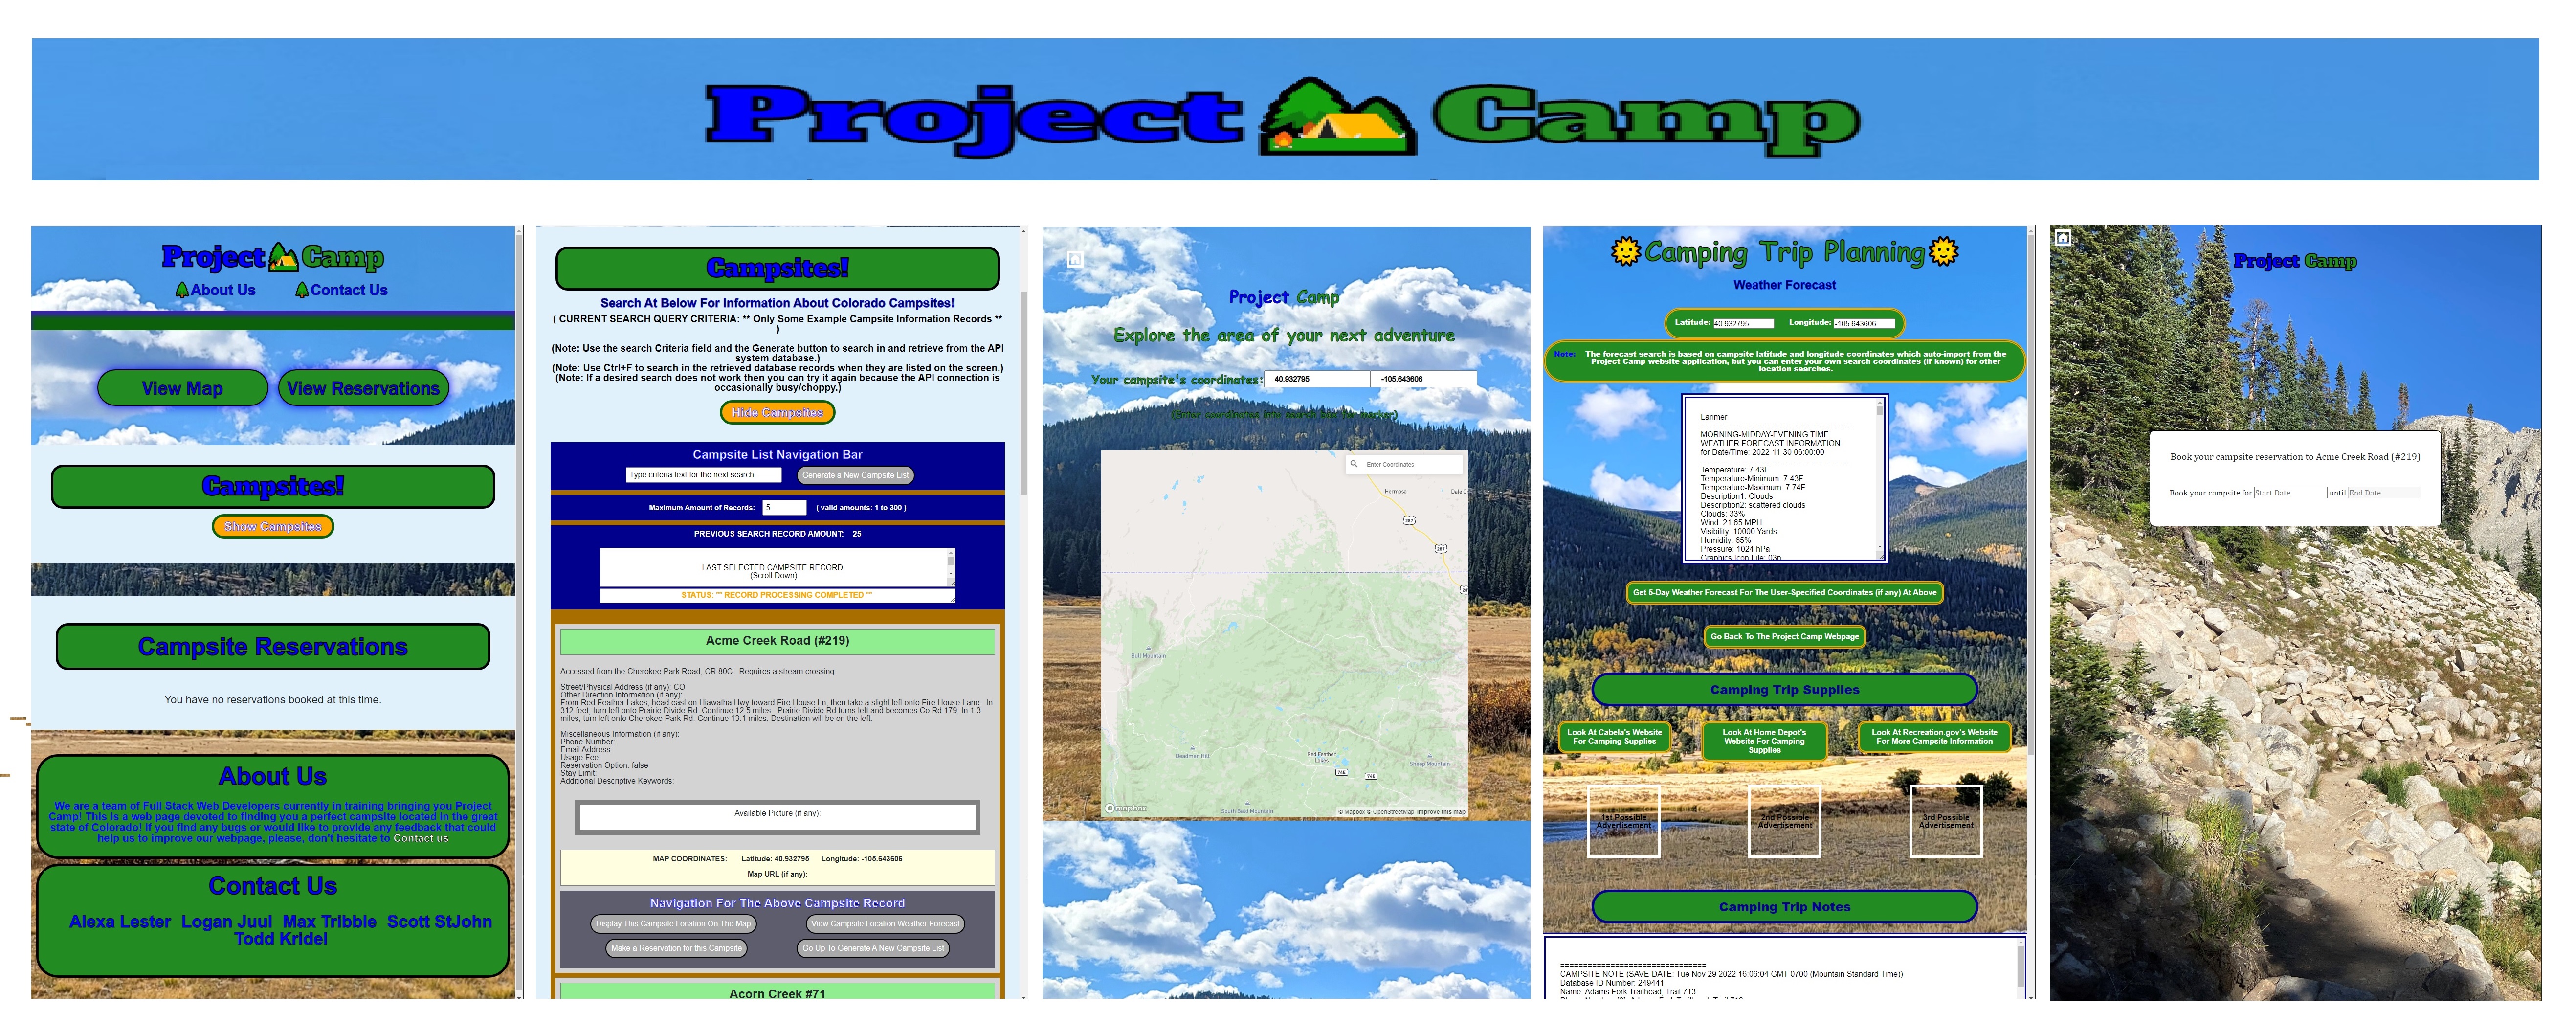 Project Camp
Project Camp
About Us
Contact Us
View Map
View Reservations
Campsites!
Show Campsites
Campsite Reservations
You have no reservations booked at this time.
About Us
We are a team of Full Stack Web Developers currently in training bringing you Project
Camp! This is a web page devoted to finding you a perfect campsite located in the great
state of Colorado! If you find any bugs or would like to provide any feedback that could
help us to improve our webpage, please, don't hesitate to Contact us
Contact Us
Alexa Lester Logan Juul Max Tribble Scott StJohn
Todd Kridel
Campsites!
Search At Below For Information About Colorado Campsites!
( CURRENT SEARCH QUERY CRITERIA: ** Only Some Example Campsite Information Records **
)
(Note: Use the search Criteria field and the Generate button to search in and retrieve from the API
system database.)
(Note: Use Ctrl+F to search in the retrieved database records when they are listed on the screen.)
(Note: If a desired search does not work then you can try it again because the API connection is
occasionally busy/choppy.)
Hide Campsites
Campsite List Navigation Bar
Type criteria text for the next search.
Generate a New Campsite List
Maximum Amount of Records: 5 ( valid amounts: 1 to 300 )
PREVIOUS SEARCH RECORD AMOUNT: 25
LAST SELECTED CAMPSITE RECORD:
(Scroll Down)
STATUS: ** RECORD PROCESSING COMPLETED **
Acme Creek Road (#219)
Accessed from the Cherokee Park Road, CR 80C. Requires a stream crossing.
Street/Physical Address (if any): CO
Other Direction Information (if any):
From Red Feather Lakes, head east on Hiawatha Hwy toward Fire House Ln, then take a slight left onto Fire House Lane. In
312 feet, turn left onto Prairie Divide Rd. Continue 12.5 miles. Prairie Divide Rd turns left and becomes Co Rd 179. In 1.3
miles, turn left onto Cherokee Park Rd. Continue 13.1 miles. Destination will be on the left.
Miscellaneous Information (if any):
Phone Number:
Email Address:
Usage Fee:
Reservation Option: false
Stay Limit:
Additional Descriptive Keywords:
Available Picture (if any):
MAP COORDINATES: Latitude: 40.932795 Longitude: -105.643606
Map URL (if any):
Navigation For The Above Campsite Record
Display This Campsite Location On The Map
View Campsite Location Weather Forecast
Make a Reservation for this Campsite
Go Up To Generate A New Campsite List
Acorn Creek #71
Project Camp
Explore the area of your next adventure
Your campsite's coordinates: 40.932795 -105.643606
Enter Coordinates
Hermosa
287
287
Bull Mountain
Deadman Hill
Red Feather
Lakes
Sheep Mountain
South Bald Mountain
mapbox
© Mapbox © OpenStreetMap Improve this map
Camping Trip Planning
Weather Forecast
Latitude: 40.932795 Longitude: -105.643606
Note: The forecast search is based on campsite latitude and longitude coordinates which auto-import from the
Project Camp website application, but you can enter your own search coordinates (if known) for other
location searches.
Larimer
=================================
MORNING-MIDDAY-EVENING TIME
WEATHER FORECAST INFORMATION:
for Date/Time: 2022-11-30 06:00:00
Temperature: 7.43F
Temperature-Minimum: 7.43F
Temperature-Maximum: 7.74F
Description1: Clouds
Description2: scattered clouds
Clouds: 33%
Wind: 21.65 MPH
Visibility: 10000 Yards
Humidity: 65%
Pressure: 1024 hPa
Graphics Icon File: 03n
Get 5-Day Weather Forecast For The User-Specified Coordinates (if any) At Above
Go Back To The Project Camp Webpage
Camping Trip Supplies
Look At Cabela's Website
For Camping Supplies
Look At Home Depot's
Website For Camping
Supplies
Look At Recreation.gov's Website
For More Campsite Information
1st Possible
Advertisement
2nd Possible
Advertisement
3rd Possible
Advertisement
Camping Trip Notes
================================
CAMPSITE NOTE (SAVE-DATE: Tue Nov 29 2022 16:06:04 GMT-0700 (Mountain Standard Time))
Database ID Number: 249441
Name: Adams Fork Trailhead, Trail 713
Project Camp
Book your campsite reservation to Acme Creek Road (#219)
Book your campsite for Start Date until End Date